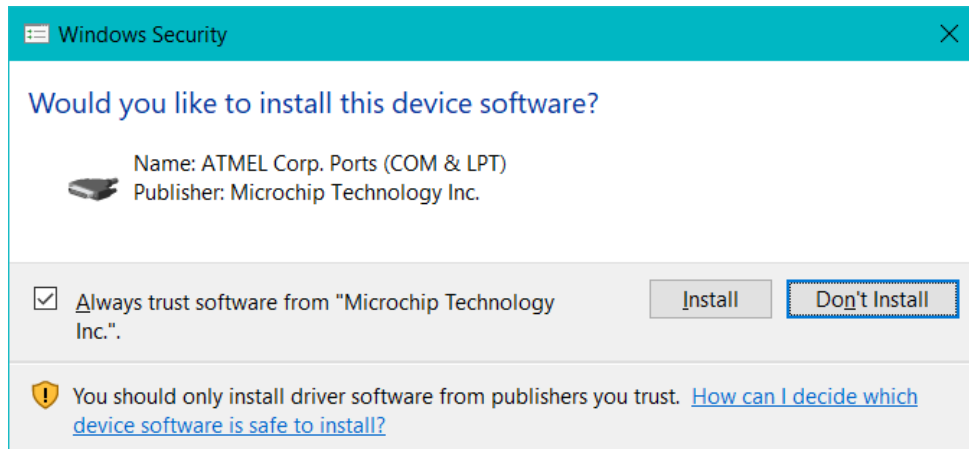 Windows Security
Would you like to install this device software?
Name: ATMEL Corp. Ports (COM & LPT)
Publisher: Microchip Technology Inc.
Always trust software from "Microchip Technology
Inc.".
Install
Don't Install
You should only install driver software from publishers you trust. How can I decide which
device software is safe to install?